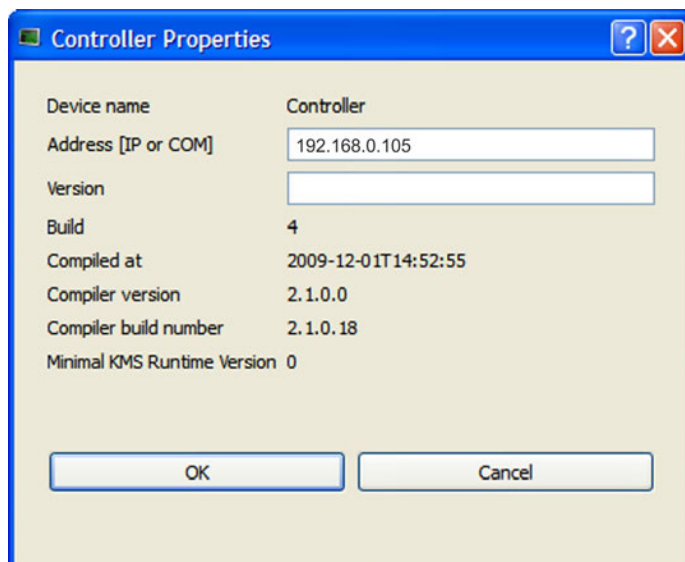 Controller Properties
Device name Controller
Address [IP or COM] 192.168.0.105
Version
Build 4
Compiled at 2009-12-01T14:52:55
Compiler version 2.1.0.0
Compiler build number 2.1.0.18
Minimal KMS Runtime Version 0
OK Cancel